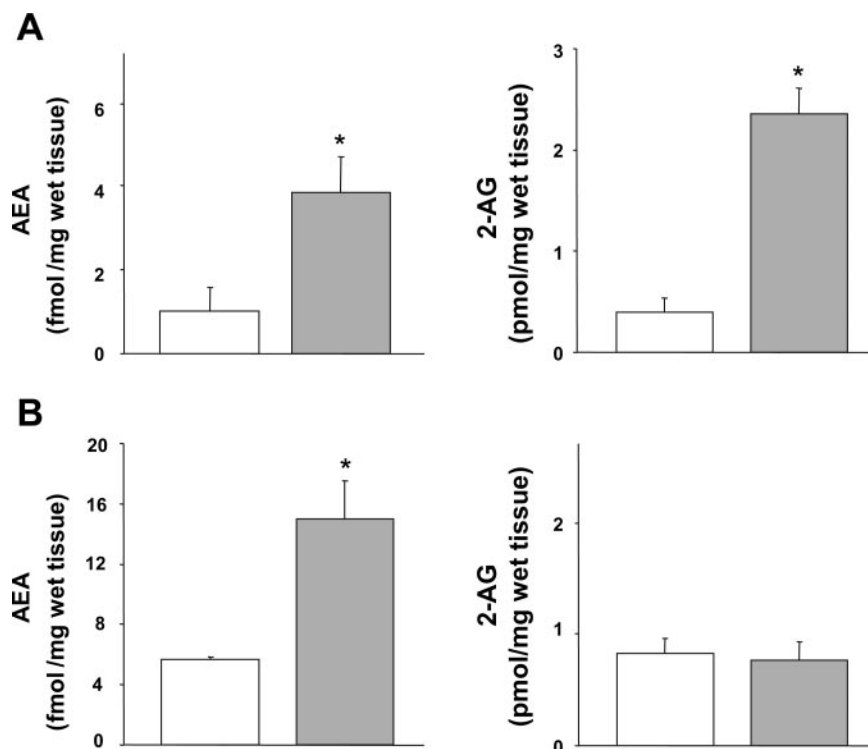 A
AEA
(fmol/mg wet tissue)
6
4
2
0
*
2-AG
(pmol/mg wet tissue)
3
2
1
0
*
B
AEA
(fmol/mg wet tissue)
20
16
12
8
4
0
*
2-AG
(pmol/mg wet tissue)
2
1
0